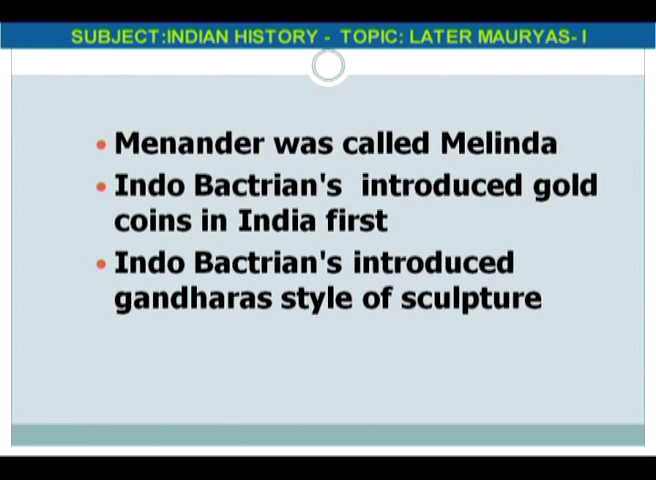 SUBJECT:INDIAN HISTORY - TOPIC: LATER MAURYAS- I
• Menander was called Melinda
• Indo Bactrian's introduced gold
coins in India first
• Indo Bactrian's introduced
gandharas style of sculpture